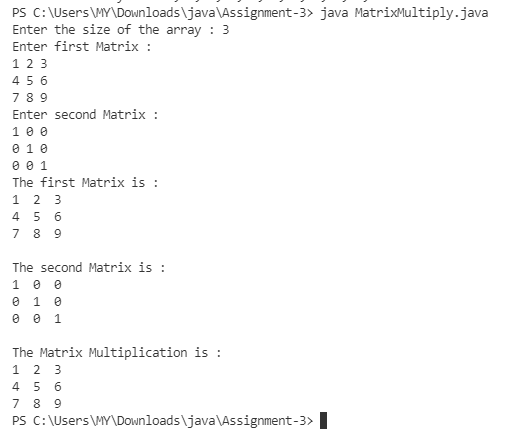 PS C:\Users\MY\Downloads\java\Assignment-3> java MatrixMultiply.java
Enter the size of the array : 3
Enter first Matrix :
1 2 3
4 5 6
7 8 9
Enter second Matrix :
1 0 0
0 1 0
0 0 1
The first Matrix is :
1  2  3
4  5  6
7  8  9

The second Matrix is :
1  0  0
0  1  0
0  0  1

The Matrix Multiplication is :
1  2  3
4  5  6
7  8  9
PS C:\Users\MY\Downloads\java\Assignment-3>